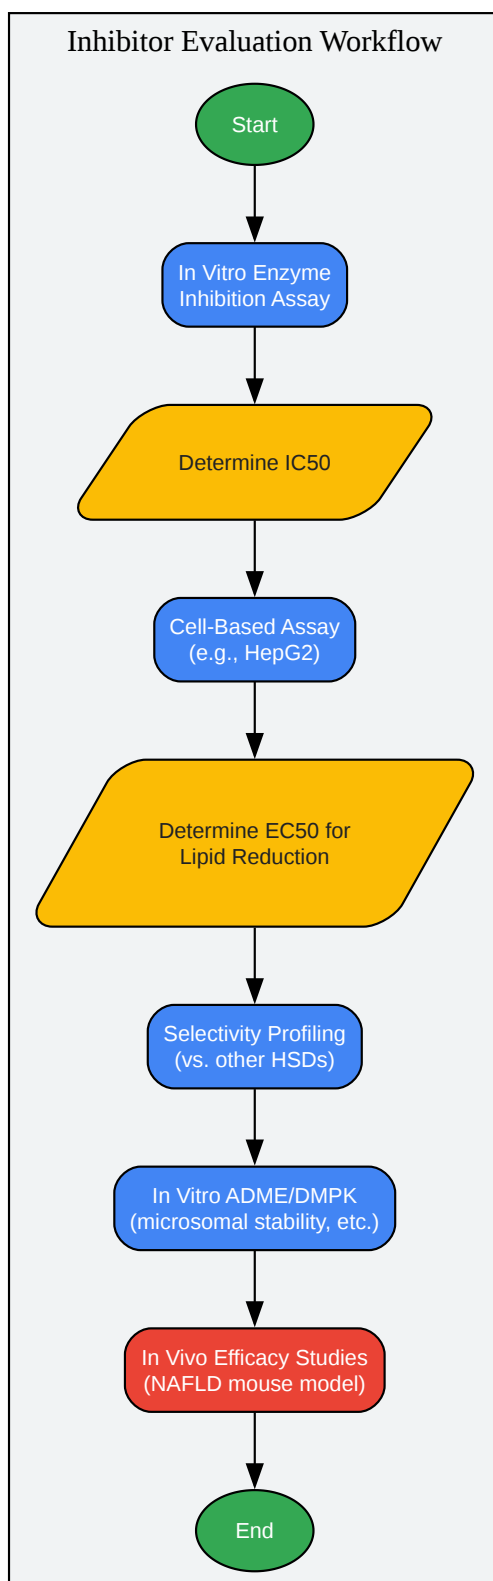 Inhibitor Evaluation Workflow
Start
In Vitro Enzyme
Inhibition Assay
Determine IC50
Cell-Based Assay
(e.g., HepG2)
Determine EC50 for
Lipid Reduction
Selectivity Profiling
(vs. other HSDs)
In Vitro ADME/DMPK
(microsomal stability, etc.)
In Vivo Efficacy Studies
(NAFLD mouse model)
End